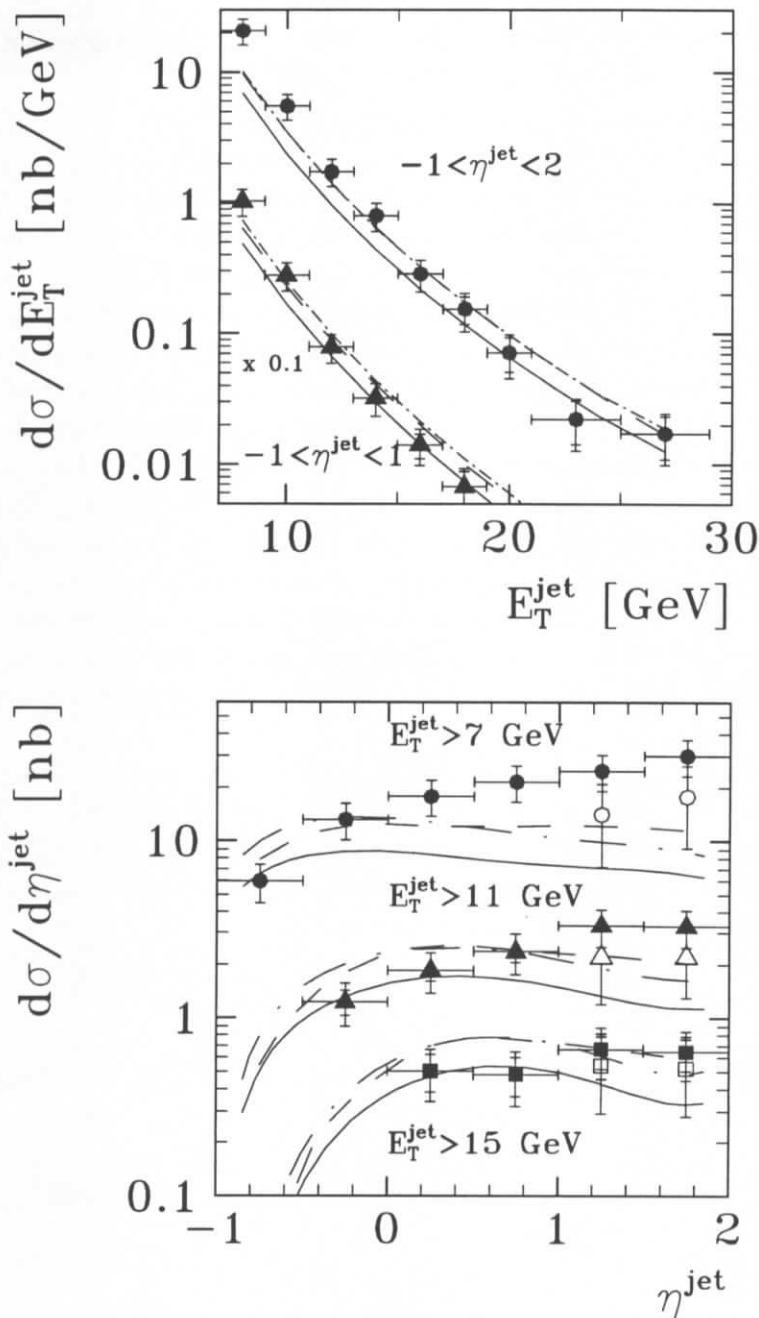 dσ/dE_T^jet [nb/GeV]
10
1
0.1
0.01
-1<η^jet<2
x 0.1
-1<η^jet<1
10 20 30
E_T^jet [GeV]
dσ/dη^jet [nb]
10
1
0.1
E_T^jet>7 GeV
E_T^jet>11 GeV
E_T^jet>15 GeV
-1 0 1 2
η^jet